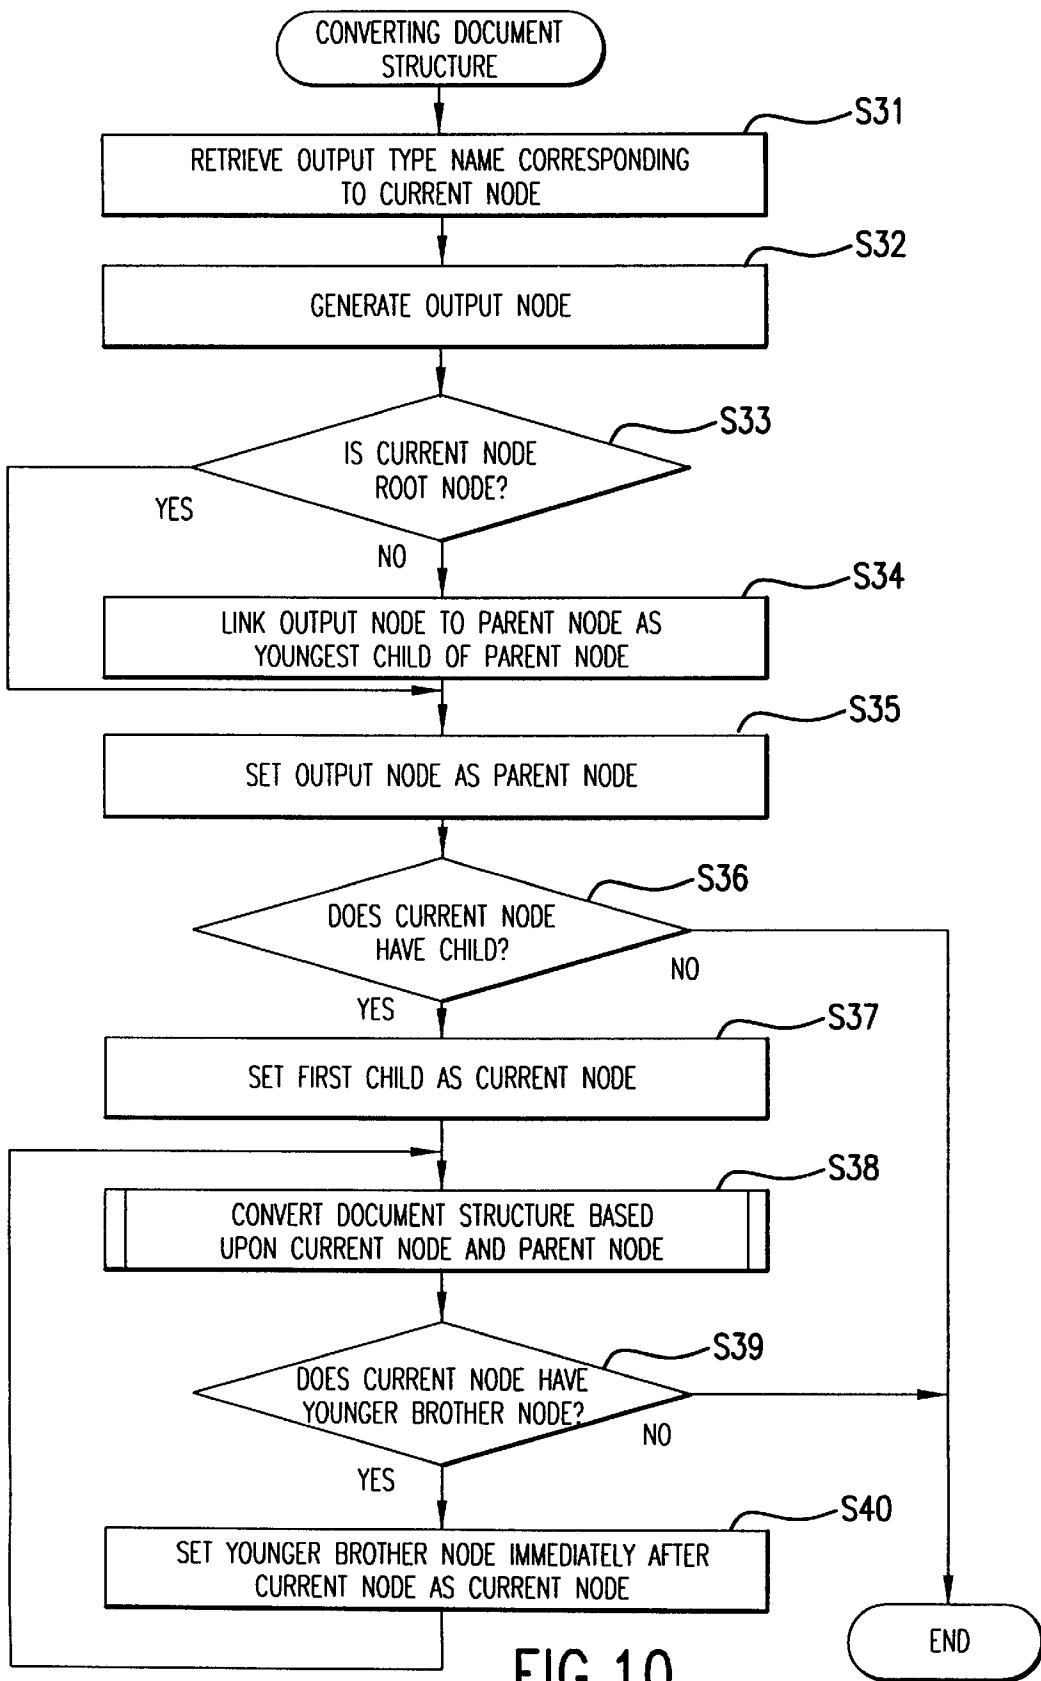 CONVERTING DOCUMENT
STRUCTURE
S31
RETRIEVE OUTPUT TYPE NAME CORRESPONDING
TO CURRENT NODE
S32
GENERATE OUTPUT NODE
S33
IS CURRENT NODE
ROOT NODE?
YES
NO
S34
LINK OUTPUT NODE TO PARENT NODE AS
YOUNGEST CHILD OF PARENT NODE
S35
SET OUTPUT NODE AS PARENT NODE
S36
DOES CURRENT NODE
HAVE CHILD?
NO
YES
S37
SET FIRST CHILD AS CURRENT NODE
S38
CONVERT DOCUMENT STRUCTURE BASED
UPON CURRENT NODE AND PARENT NODE
S39
DOES CURRENT NODE HAVE
YOUNGER BROTHER NODE?
NO
YES
S40
SET YOUNGER BROTHER NODE IMMEDIATELY AFTER
CURRENT NODE AS CURRENT NODE
END
FIG.10